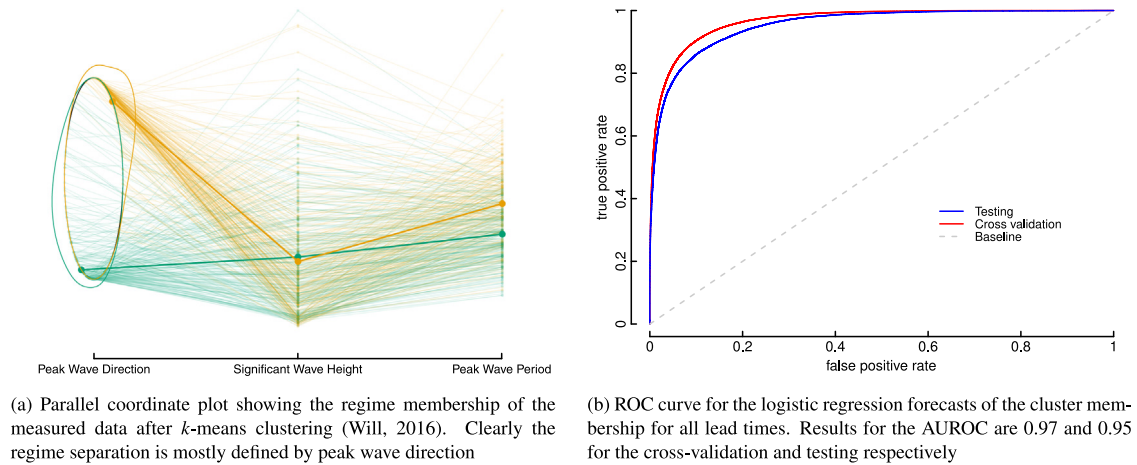 Peak Wave Direction
Significant Wave Height
Peak Wave Period
(a) Parallel coordinate plot showing the regime membership of the
measured data after k-means clustering (Will, 2016). Clearly the
regime separation is mostly defined by peak wave direction
true positive rate
0
0.2
0.4
0.6
0.8
1
0
0.2
0.4
0.6
0.8
1
false positive rate
Testing
Cross validation
Baseline
(b) ROC curve for the logistic regression forecasts of the cluster mem-
bership for all lead times. Results for the AUROC are 0.97 and 0.95
for the cross-validation and testing respectively